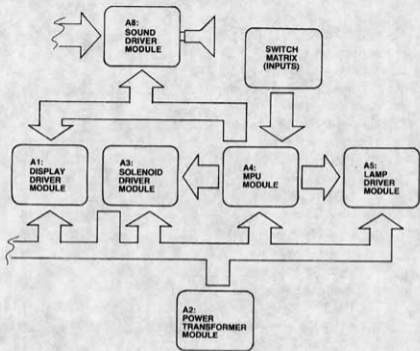 A8:
SOUND
DRIVER
MODULE
SWITCH
MATRIX
(INPUTS)
A1:
DISPLAY
DRIVER
MODULE
A3:
SOLENOID
DRIVER
MODULE
A4:
MPU
MODULE
A5:
LAMP
DRIVER
MODULE
A2:
POWER
TRANSFORMER
MODULE